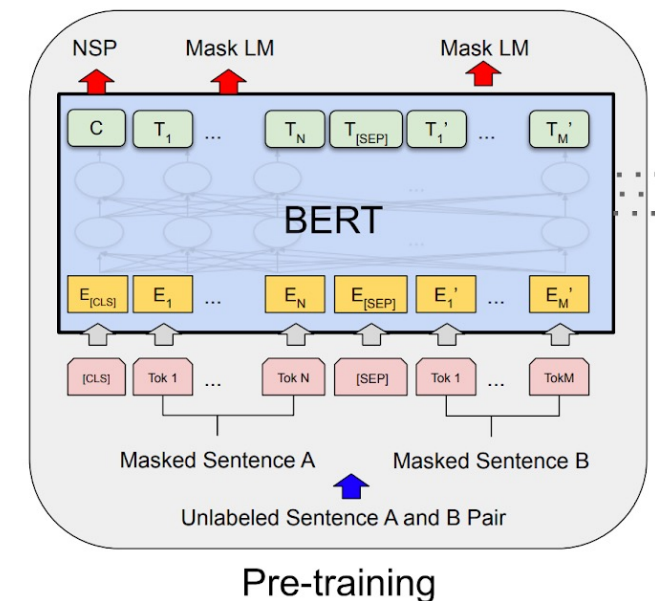 NSP Mask LM Mask LM
C T1 ... TN T[SEP] T1' ... TM'
...
BERT
...
E[CLS] E1 ... EN E[SEP] E1' ... EM'
[CLS] Tok 1 ... Tok N [SEP] Tok 1 ... TokM
Masked Sentence A Masked Sentence B
Unlabeled Sentence A and B Pair
Pre-training